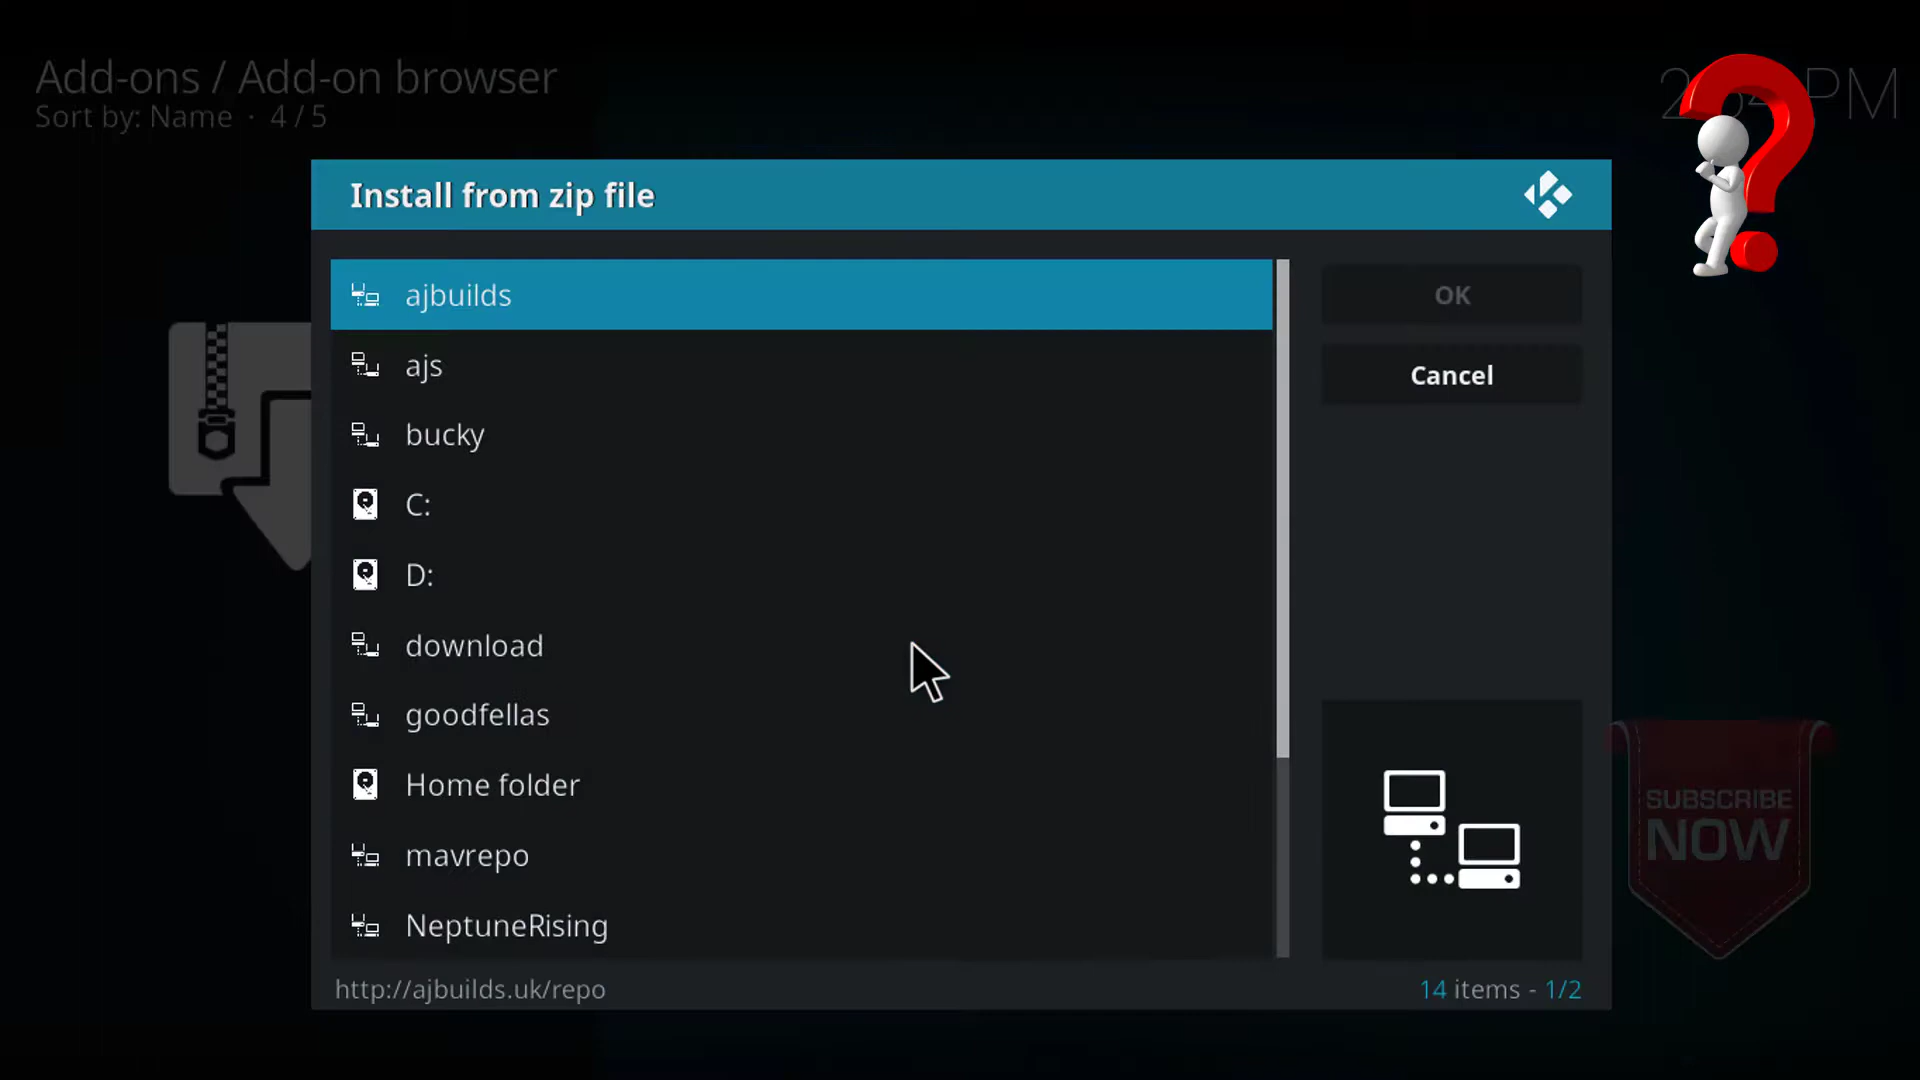 Add-ons / Add-on browser
Sort by: Name · 4 / 5
PM
Install from zip file
ajbuilds
OK
ajs
Cancel
bucky
C:
D:
download
goodfellas
Home folder
SUBSCRIBE
NOW
mavrepo
NeptuneRising
http://ajbuilds.uk/repo
14 items - 1/2